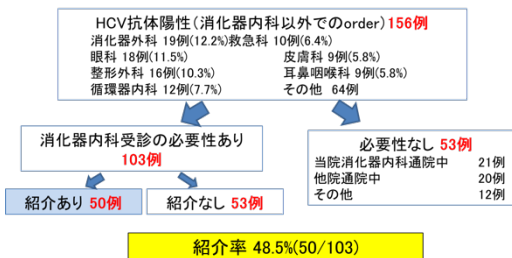 HCV抗体陽性(消化器内科以外でのorder)156例
消化器外科 19例(12.2%)救急科 10例(6.4%)
眼科 18例(11.5%) 皮膚科 9例(5.8%)
整形外科 16例(10.3%) 耳鼻咽喉科 9例(5.8%)
循環器内科 12例(7.7%) その他 64例
消化器内科受診の必要性あり
103例
必要性なし 53例
当院消化器内科通院中 21例
他院通院中 20例
その他 12例
紹介あり 50例
紹介なし 53例
紹介率 48.5%(50/103)